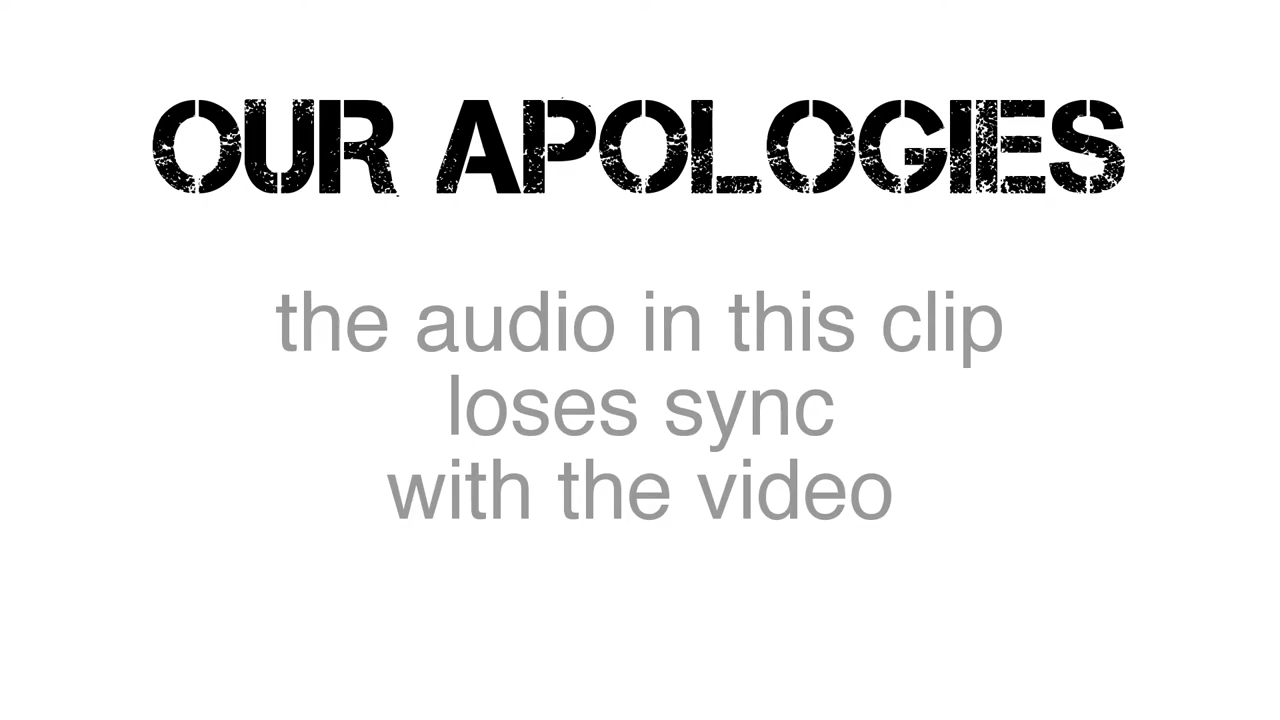 OUR APOLOGIES
the audio in this clip
loses sync
with the video